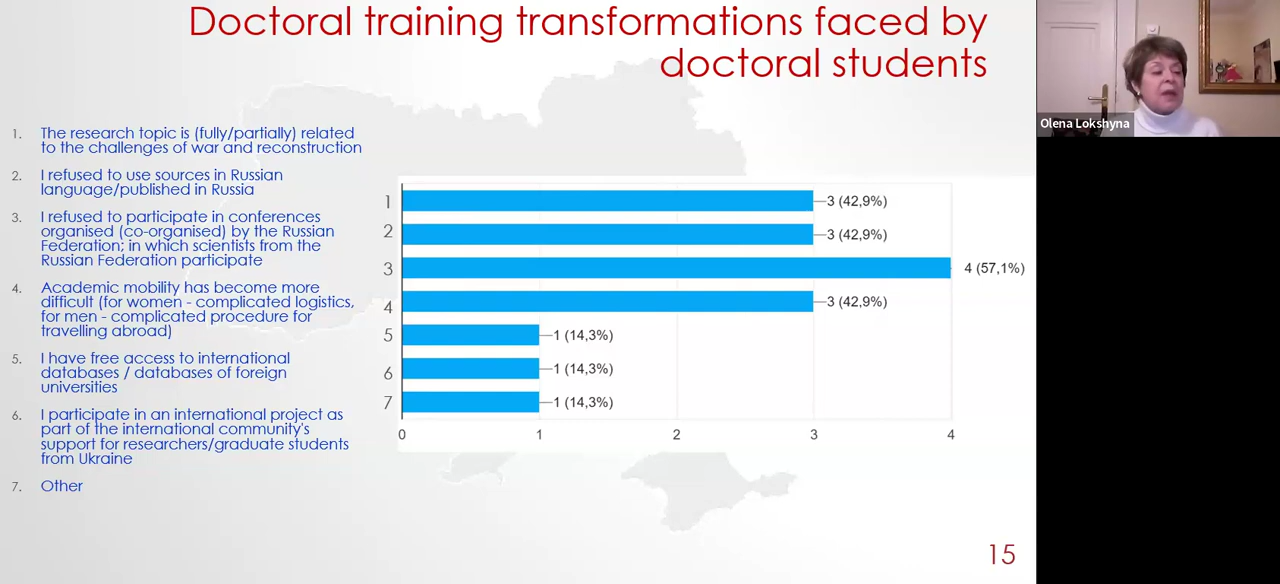 Doctoral training transformations faced by
doctoral students
1. The research topic is (fully/partially) related
to the challenges of war and reconstruction
2. I refused to use sources in Russian
language/published in Russia
3. I refused to participate in conferences
organised (co-organised) by the Russian
Federation; in which scientists from the
Russian Federation participate
4. Academic mobility has become more
difficult (for women - complicated logistics,
for men - complicated procedure for
travelling abroad)
5. I have free access to international
databases / databases of foreign
universities
6. I participate in an international project as
part of the international community's
support for researchers/graduate students
from Ukraine
7. Other
1 3 (42,9%)
2 3 (42,9%)
3 4 (57,1%)
4 3 (42,9%)
5 1 (14,3%)
6 1 (14,3%)
7 1 (14,3%)
0 1 2 3 4
15
Olena Lokshyna